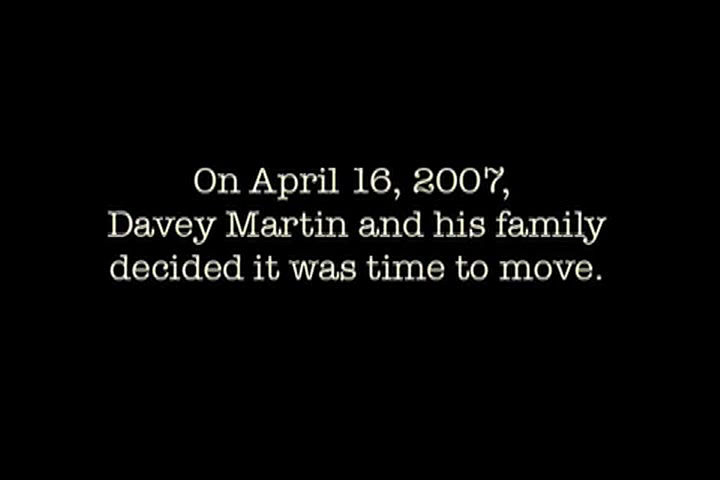 On April 16, 2007,
Davey Martin and his family
decided it was time to move.